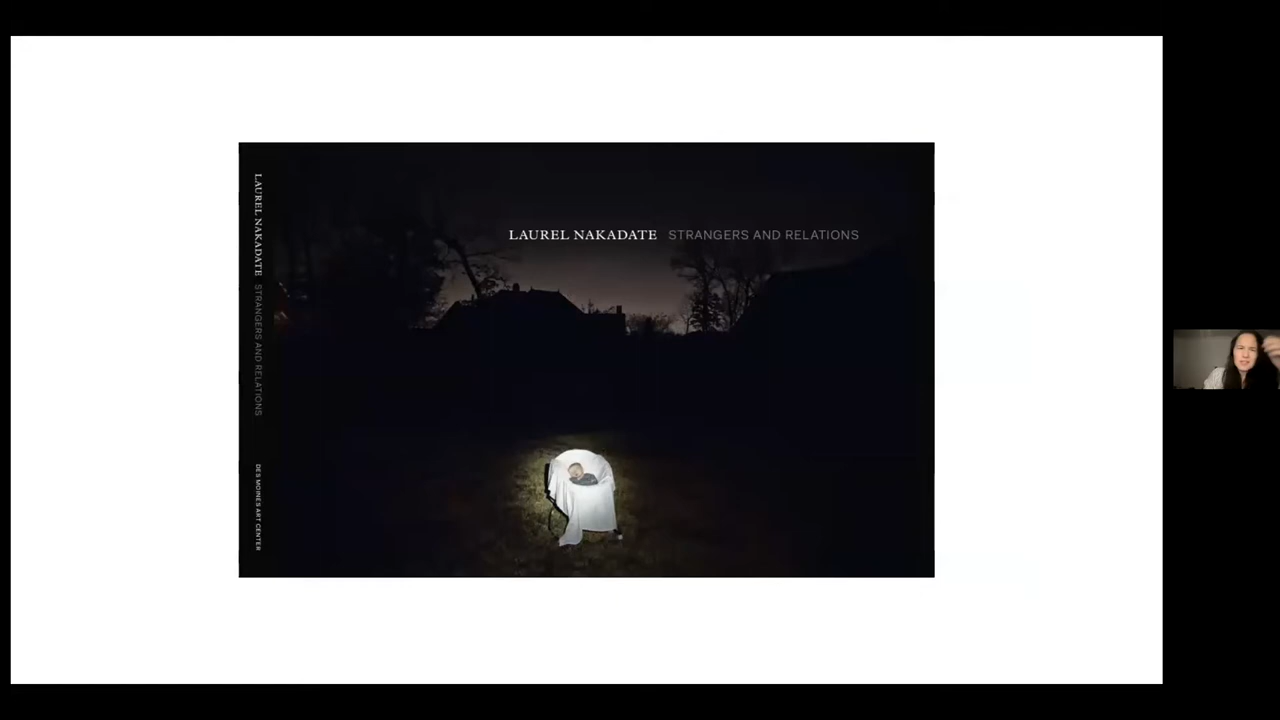 LAUREL NAKADATE STRANGERS AND RELATIONS
LAUREL NAKADATE STRANGERS AND RELATIONS
DES MOINES ART CENTER